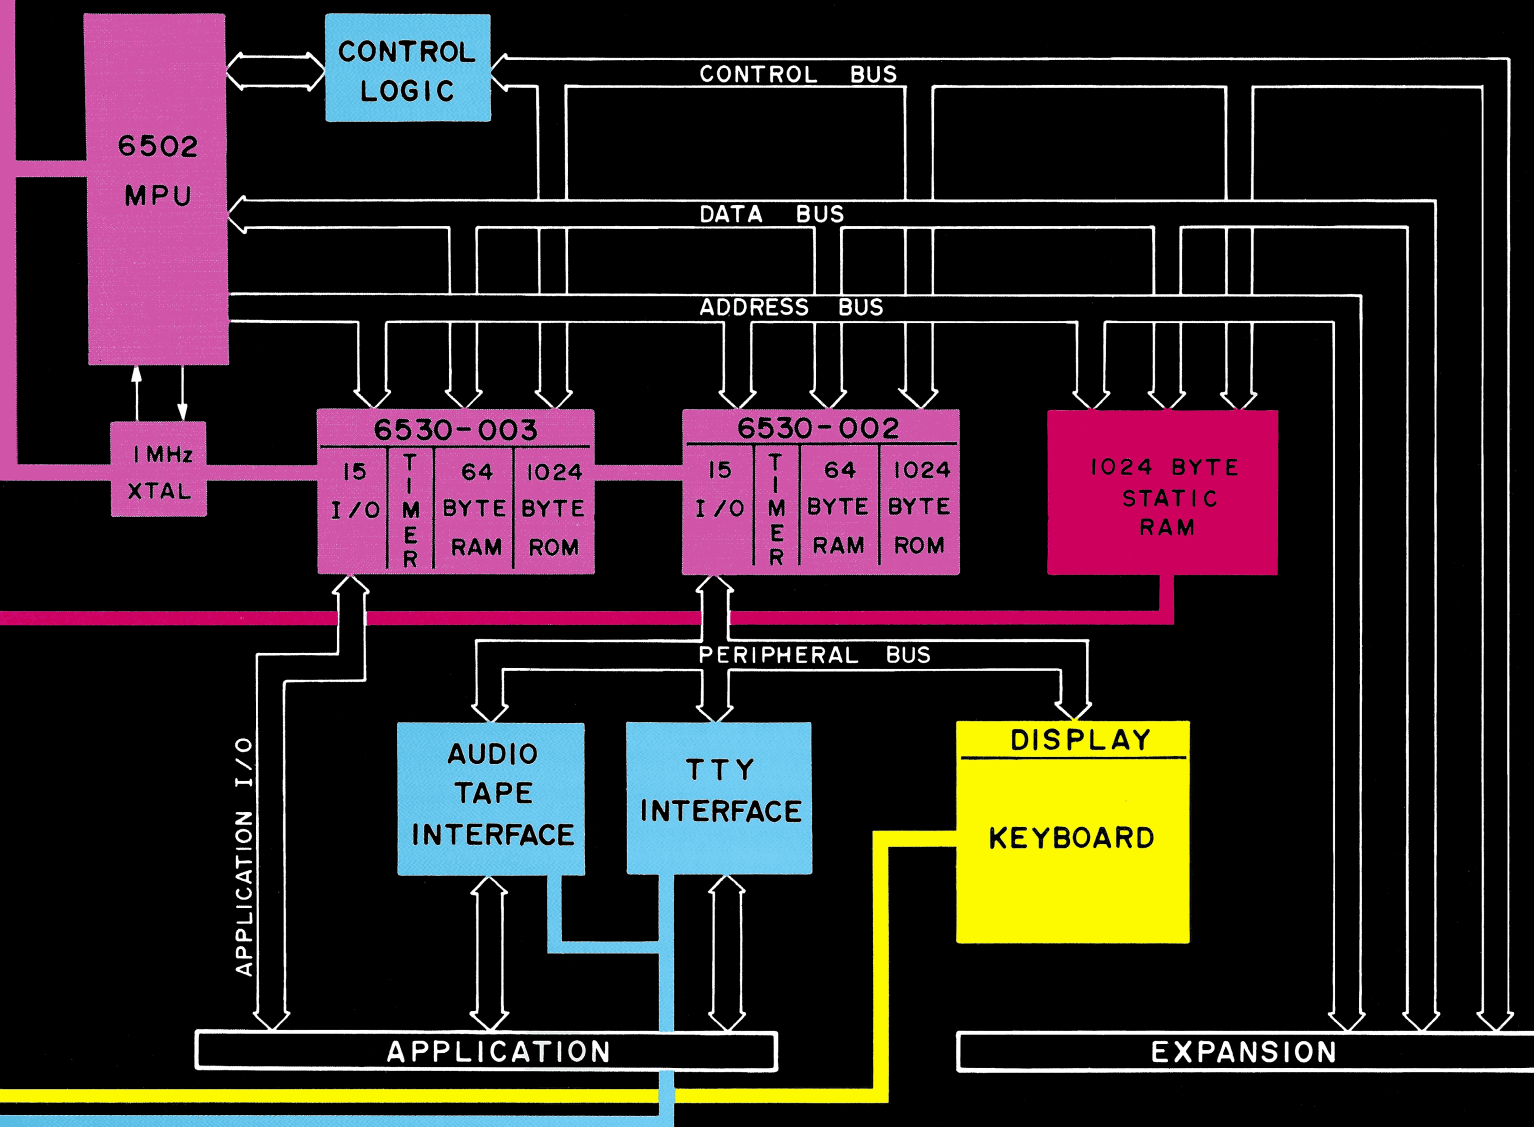 CONTROL
LOGIC
CONTROL BUS
6502
MPU
DATA BUS
ADDRESS BUS
1 MHz
XTAL
6530-003
15
I/O
TIMER
64
BYTE
RAM
1024
BYTE
ROM
6530-002
15
I/O
TIMER
64
BYTE
RAM
1024
BYTE
ROM
1024 BYTE
STATIC
RAM
PERIPHERAL BUS
APPLICATION I/O
AUDIO
TAPE
INTERFACE
TTY
INTERFACE
DISPLAY
KEYBOARD
APPLICATION
EXPANSION